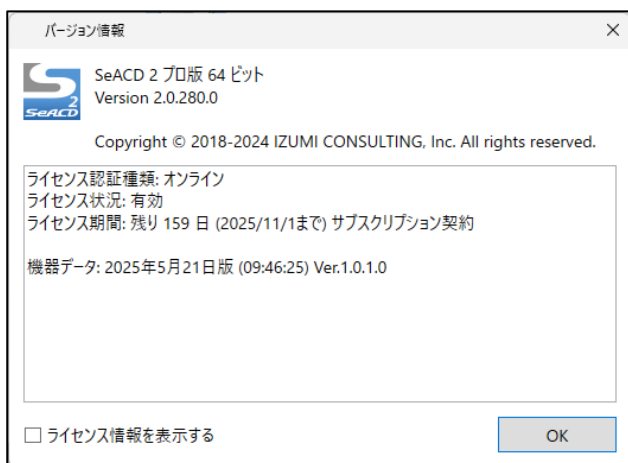 バージョン情報
SeACD 2 プロ版 64 ビット
Version 2.0.280.0
S2
SeACD
Copyright © 2018-2024 IZUMI CONSULTING, Inc. All rights reserved.
ライセンス認証種類: オンライン
ライセンス状況: 有効
ライセンス期間: 残り 159 日 (2025/11/1まで) サブスクリプション契約
機器データ: 2025年5月21日版 (09:46:25) Ver.1.0.1.0
ライセンス情報を表示する
OK